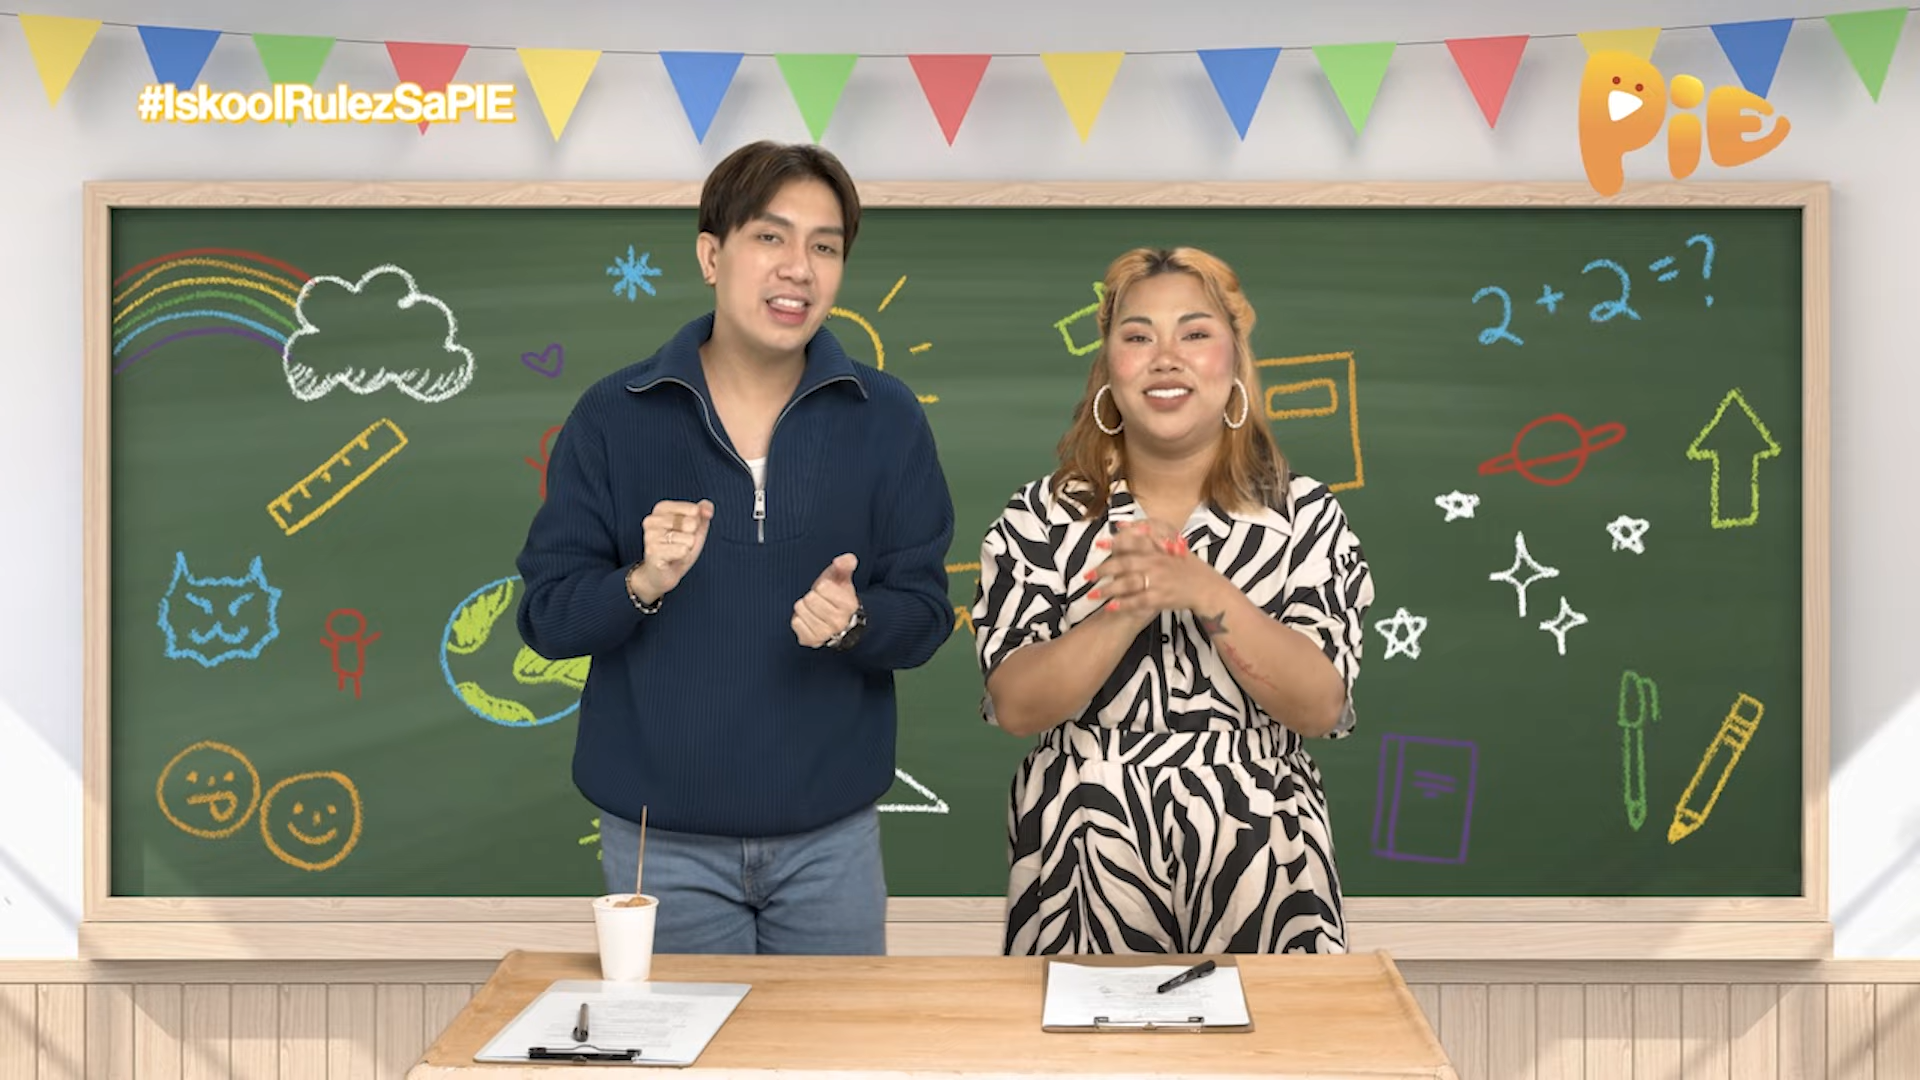 #IskoolRulezSaPIE
PiE
2 + 2 = ?